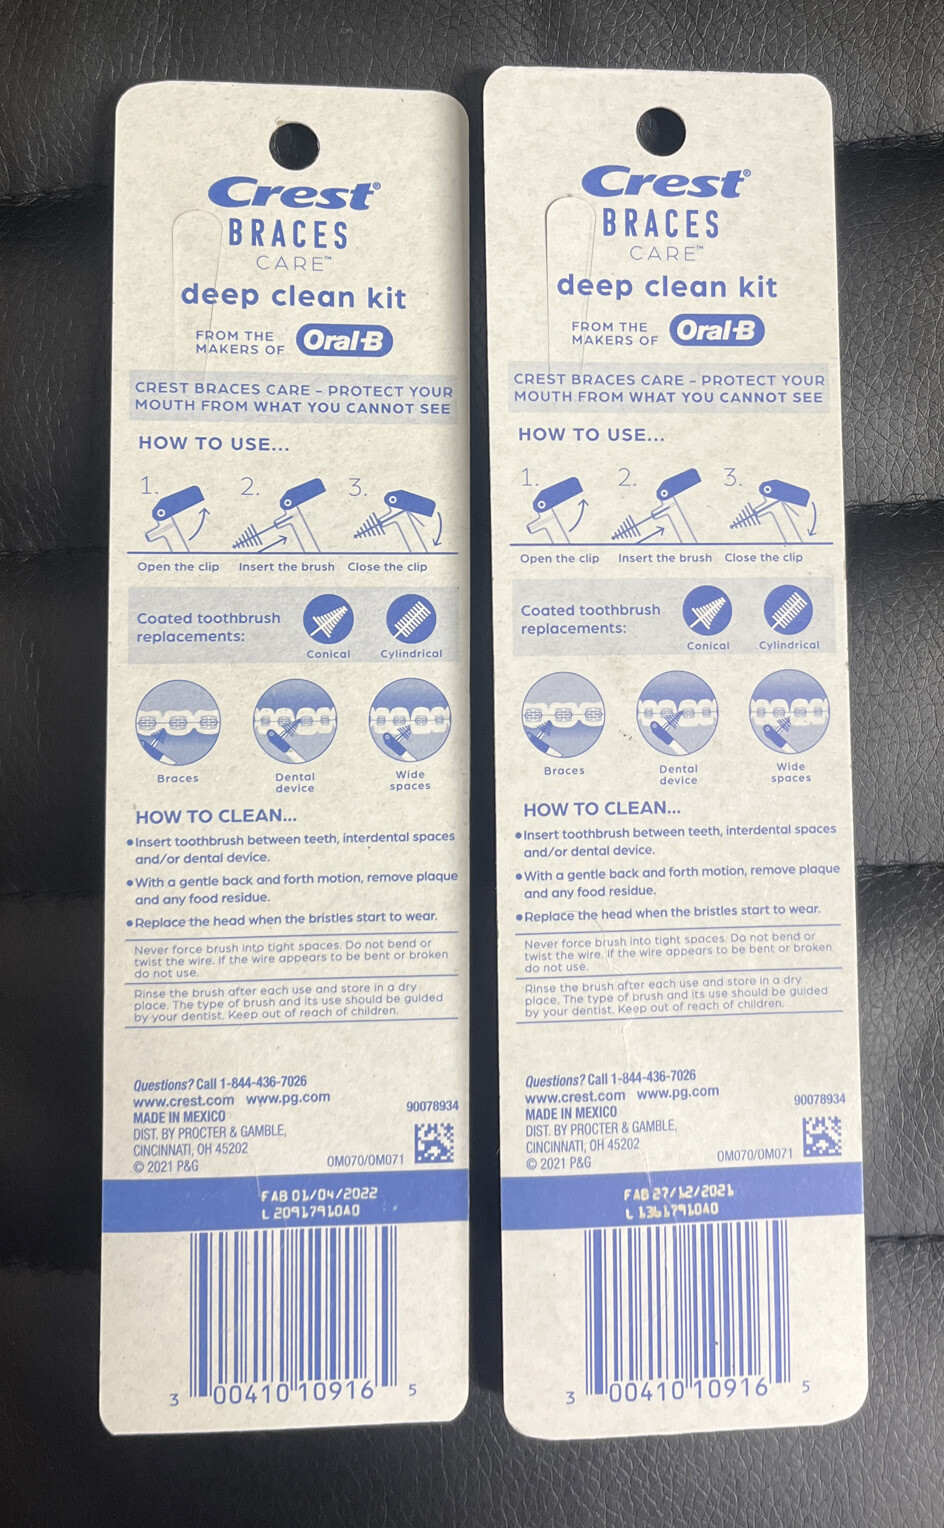 Crest®
BRACES
CARE™
deep clean kit
FROM THE
MAKERS OF
Oral-B
CREST BRACES CARE – PROTECT YOUR
MOUTH FROM WHAT YOU CANNOT SEE
HOW TO USE...
1. 2. 3.
Open the clip Insert the brush Close the clip
Coated toothbrush
replacements:
Conical Cylindrical
Braces
Dental
device
Wide
spaces
HOW TO CLEAN...
•Insert toothbrush between teeth, interdental spaces
and/or dental device.
•With a gentle back and forth motion, remove plaque
and any food residue.
•Replace the head when the bristles start to wear.
Never force brush into tight spaces. Do not bend or
twist the wire. If the wire appears to be bent or broken
do not use.
Rinse the brush after each use and store in a dry
place. The type of brush and its use should be guided
by your dentist. Keep out of reach of children.
Questions? Call 1-844-436-7026
www.crest.com www.pg.com
MADE IN MEXICO
DIST. BY PROCTER & GAMBLE,
CINCINNATI, OH 45202
© 2021 P&G
90078934
OM070/OM071
FAB 01/04/2022
L 20917910A0
3 00410 10916 5
Crest®
BRACES
CARE™
deep clean kit
FROM THE
MAKERS OF
Oral-B
CREST BRACES CARE – PROTECT YOUR
MOUTH FROM WHAT YOU CANNOT SEE
HOW TO USE...
1. 2. 3.
Open the clip Insert the brush Close the clip
Coated toothbrush
replacements:
Conical Cylindrical
Braces
Dental
device
Wide
spaces
HOW TO CLEAN...
•Insert toothbrush between teeth, interdental spaces
and/or dental device.
•With a gentle back and forth motion, remove plaque
and any food residue.
•Replace the head when the bristles start to wear.
Never force brush into tight spaces. Do not bend or
twist the wire. If the wire appears to be bent or broken
do not use.
Rinse the brush after each use and store in a dry
place. The type of brush and its use should be guided
by your dentist. Keep out of reach of children.
Questions? Call 1-844-436-7026
www.crest.com www.pg.com
MADE IN MEXICO
DIST. BY PROCTER & GAMBLE,
CINCINNATI, OH 45202
© 2021 P&G
90078934
OM070/OM071
FAB 27/12/2021
L 13617910A0
3 00410 10916 5